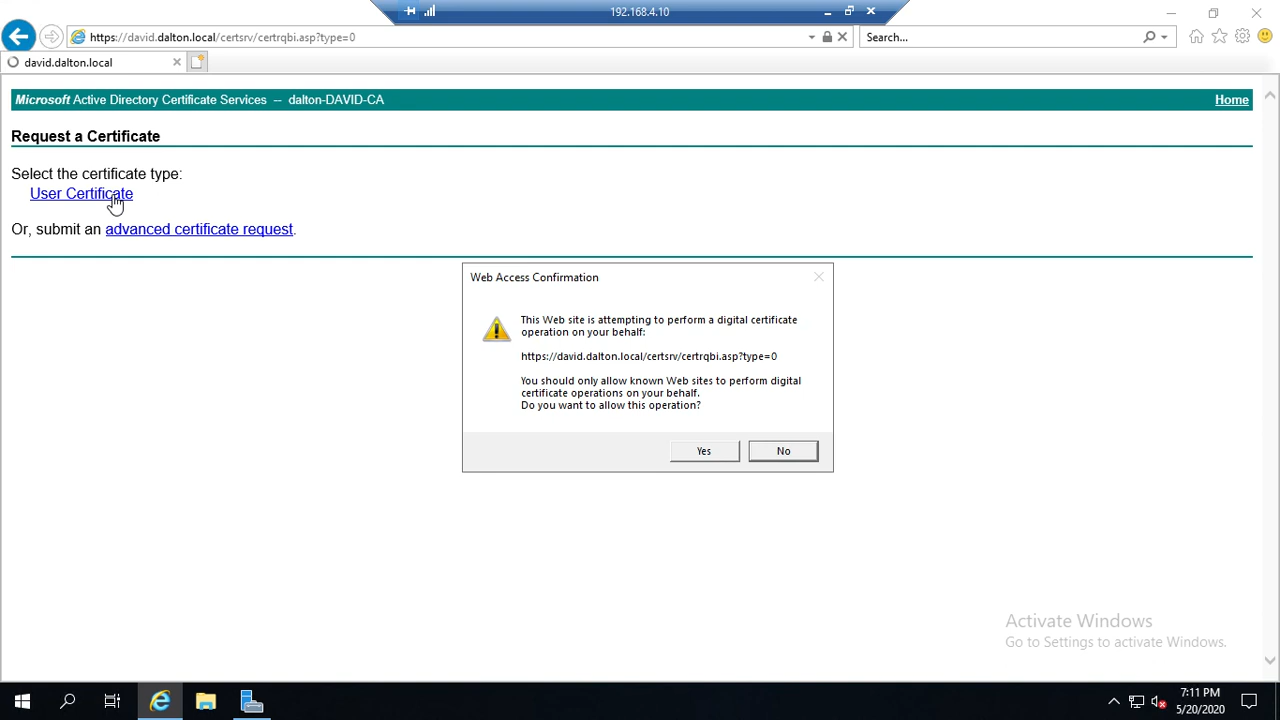 192.168.4.10
https://david.dalton.local/certsrv/certrqbi.asp?type=0
Search...
david.dalton.local
Microsoft Active Directory Certificate Services -- dalton-DAVID-CA
Home
Request a Certificate
Select the certificate type:
User Certificate
Or, submit an advanced certificate request.
Web Access Confirmation
This Web site is attempting to perform a digital certificate
operation on your behalf:
https://david.dalton.local/certsrv/certrqbi.asp?type=0
You should only allow known Web sites to perform digital
certificate operations on your behalf.
Do you want to allow this operation?
Yes
No
Activate Windows
Go to Settings to activate Windows.
7:11 PM
5/20/2020